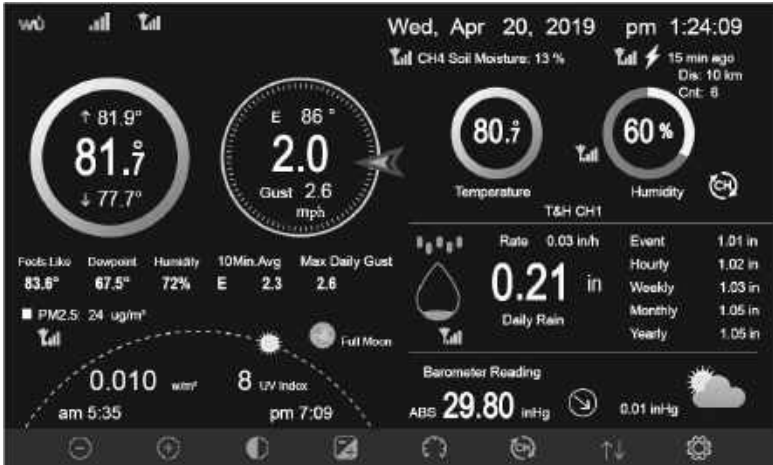 wu
Wed, Apr 20, 2019 pm 1:24:09
CH4 Soil Moisture: 13 %
15 min ago
Dis: 10 km
Cnt: 6
↑ 81.9°
81.7°
↓ 77.7°
E 86 °
2.0
Gust 2.6
mph
80.7°
60 %
Temperature
Humidity
CH
T&H CH1
Feels Like Dewpoint Humidity 10Min.Avg Max Daily Gust
83.6° 67.5° 72% E 2.3 2.6
PM2.5: 24 ug/m³
Full Moon
0.010 w/m² 8 UV Index
am 5:35 pm 7:09
Rate 0.03 in/h
0.21 in
Daily Rain
Event 1.01 in
Hourly 1.02 in
Weekly 1.03 in
Monthly 1.05 in
Yearly 1.05 in
Barometer Reading
ABS 29.80 inHg 0.01 inHg
CH